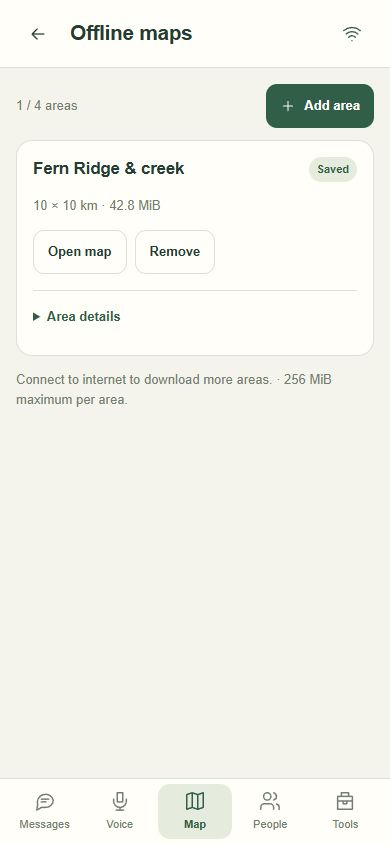 Offline maps
1 / 4 areas
Add area
Fern Ridge & creek
Saved
10 × 10 km · 42.8 MiB
Open map
Remove
Area details
Connect to internet to download more areas. · 256 MiB
maximum per area.
Messages
Voice
Map
People
Tools